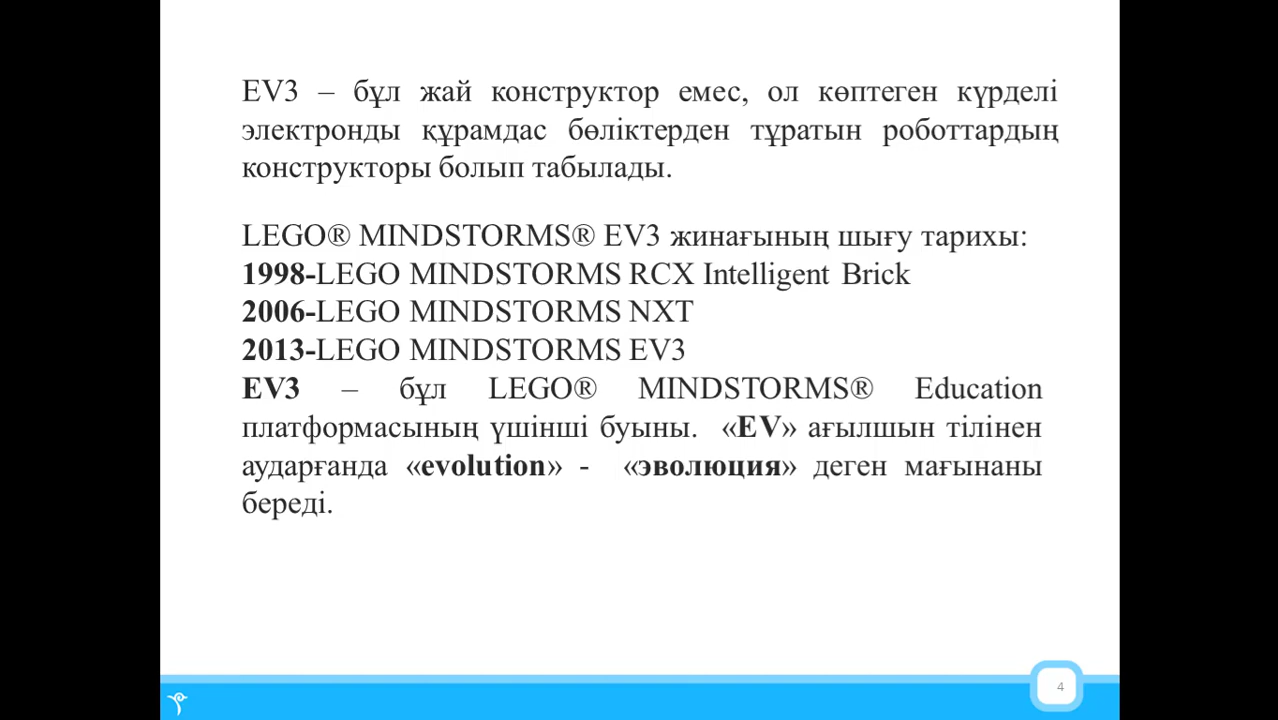 EV3 – бұл жай конструктор емес, ол көптеген күрделі
электронды құрамдас бөліктерден тұратын роботтардың
конструкторы болып табылады.
LEGO® MINDSTORMS® EV3 жинағының шығу тарихы:
1998-LEGO MINDSTORMS RCX Intelligent Brick
2006-LEGO MINDSTORMS NXT
2013-LEGO MINDSTORMS EV3
EV3 – бұл LEGO® MINDSTORMS® Education
платформасының үшінші буыны. «EV» ағылшын тілінен
аударғанда «evolution» - «эволюция» деген мағынаны
береді.
4